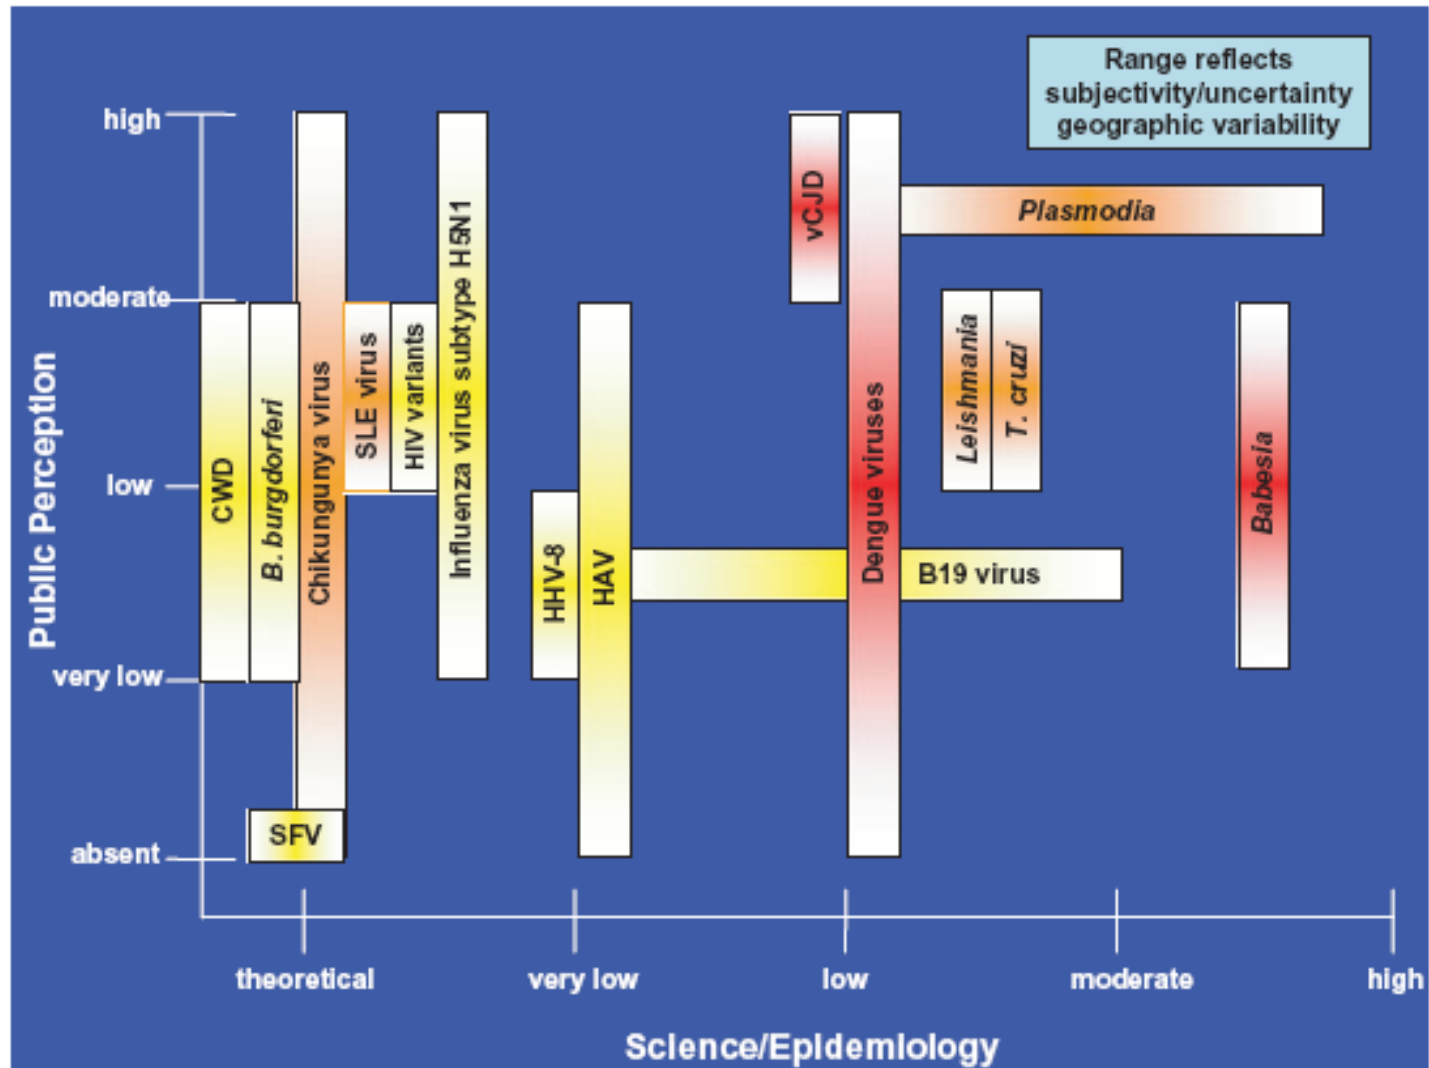 Range reflects
subjectivity/uncertainty
geographic variability
high
moderate
low
very low
absent
Public Perception
CWD
B. burgdorferi
Chikungunya virus
SFV
SLE virus
HIV variants
Influenza virus subtype H5N1
HHV-8
HAV
B19 virus
vCJD
Dengue viruses
Plasmodia
Leishmania
T. cruzi
Babesia
theoretical
very low
low
moderate
high
Science/Epidemiology